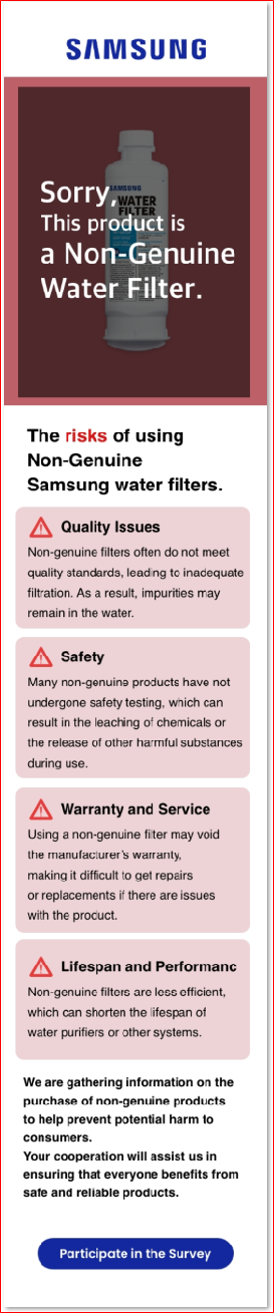 SAMSUNG
SAMSUNG
WATER
FILTER
Sorry,
This product is
a Non-Genuine
Water Filter.
The risks of using
Non-Genuine
Samsung water filters.
Quality Issues
Non-genuine filters often do not meet
quality standards, leading to inadequate
filtration. As a result, impurities may
remain in the water.
Safety
Many non-genuine products have not
undergone safety testing, which can
result in the leaching of chemicals or
the release of other harmful substances
during use.
Warranty and Service
Using a non-genuine filter may void
the manufacturer's warranty,
making it difficult to get repairs
or replacements if there are issues
with the product.
Lifespan and Performanc
Non-genuine filters are less efficient,
which can shorten the lifespan of
water purifiers or other systems.
We are gathering information on the
purchase of non-genuine products
to help prevent potential harm to
consumers.
Your cooperation will assist us in
ensuring that everyone benefits from
safe and reliable products.
Participate in the Survey